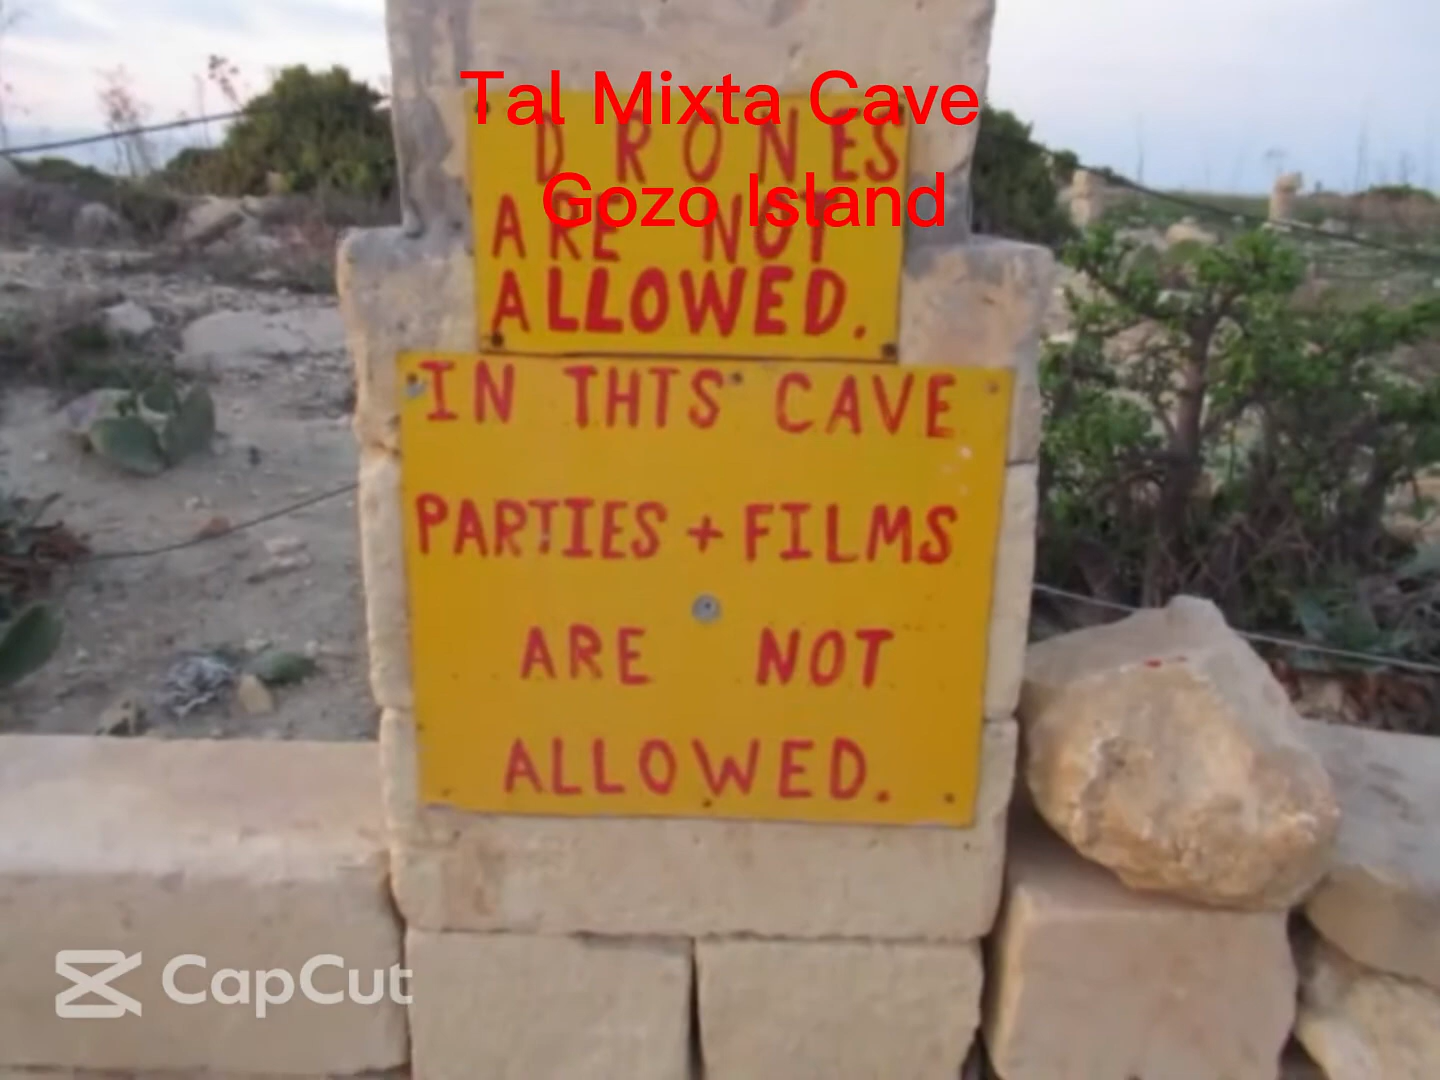 Tal Mixta Cave
Gozo Island
DRONES
ARE NOT
ALLOWED.
IN THTS CAVE
PARTIES + FILMS
ARE NOT
ALLOWED.
CapCut